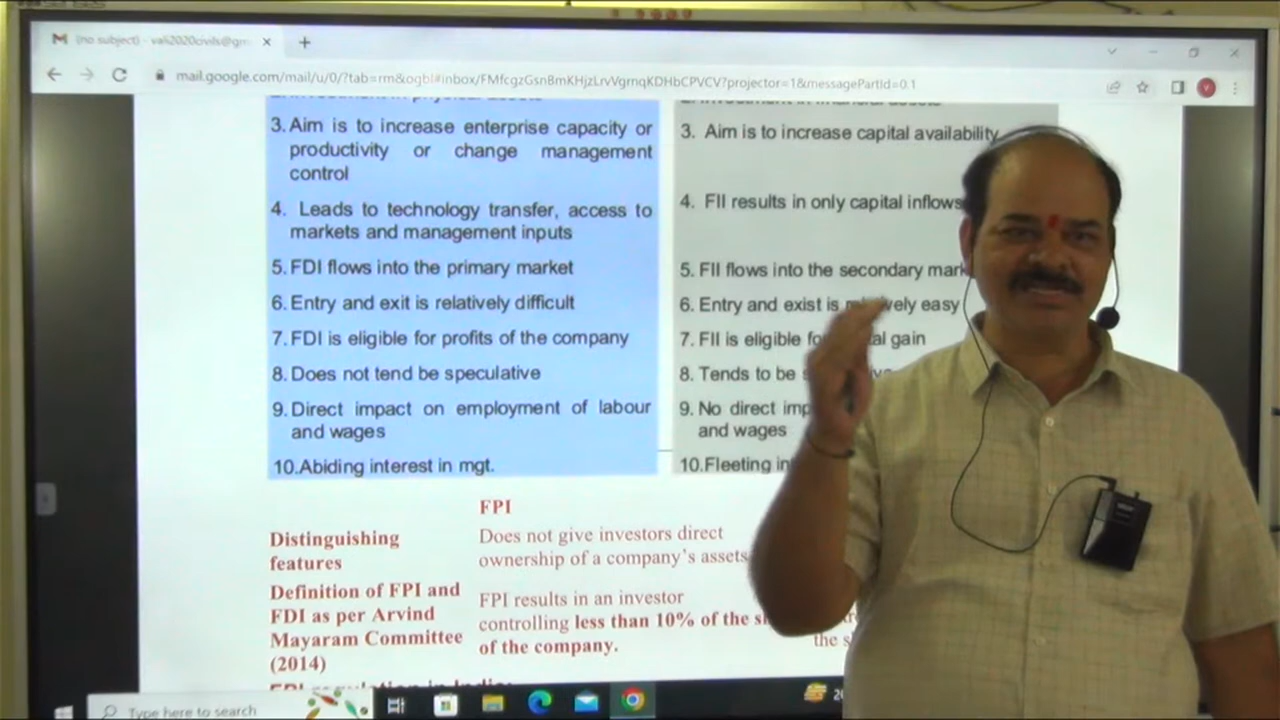 (no subject) - vali2020civils@gm
mail.google.com/mail/u/0/?tab=rm&ogbl#inbox/FMfcgzGsnBmKHjzLrvVgrnqKDHbCPVCV?projector=1&messagePartId=0.1
3. Aim is to increase enterprise capacity or
productivity or change management
control
4. Leads to technology transfer, access to
markets and management inputs
5. FDI flows into the primary market
6. Entry and exit is relatively difficult
7. FDI is eligible for profits of the company
8. Does not tend be speculative
9. Direct impact on employment of labour
and wages
10.Abiding interest in mgt.
3. Aim is to increase capital availability
4. FII results in only capital inflows
5. FII flows into the secondary
6. Entry and exist is easy
7. FII is eligible gain
8. Tends to be
9. No direct
and wages
10.Fleeting
FPI
Distinguishing
features
Does not give investors direct
ownership of a company's assets
Definition of FPI and
FDI as per Arvind
Mayaram Committee
(2014)
FPI results in an investor
controlling less than 10% of the
of the company.
the
Type here to search